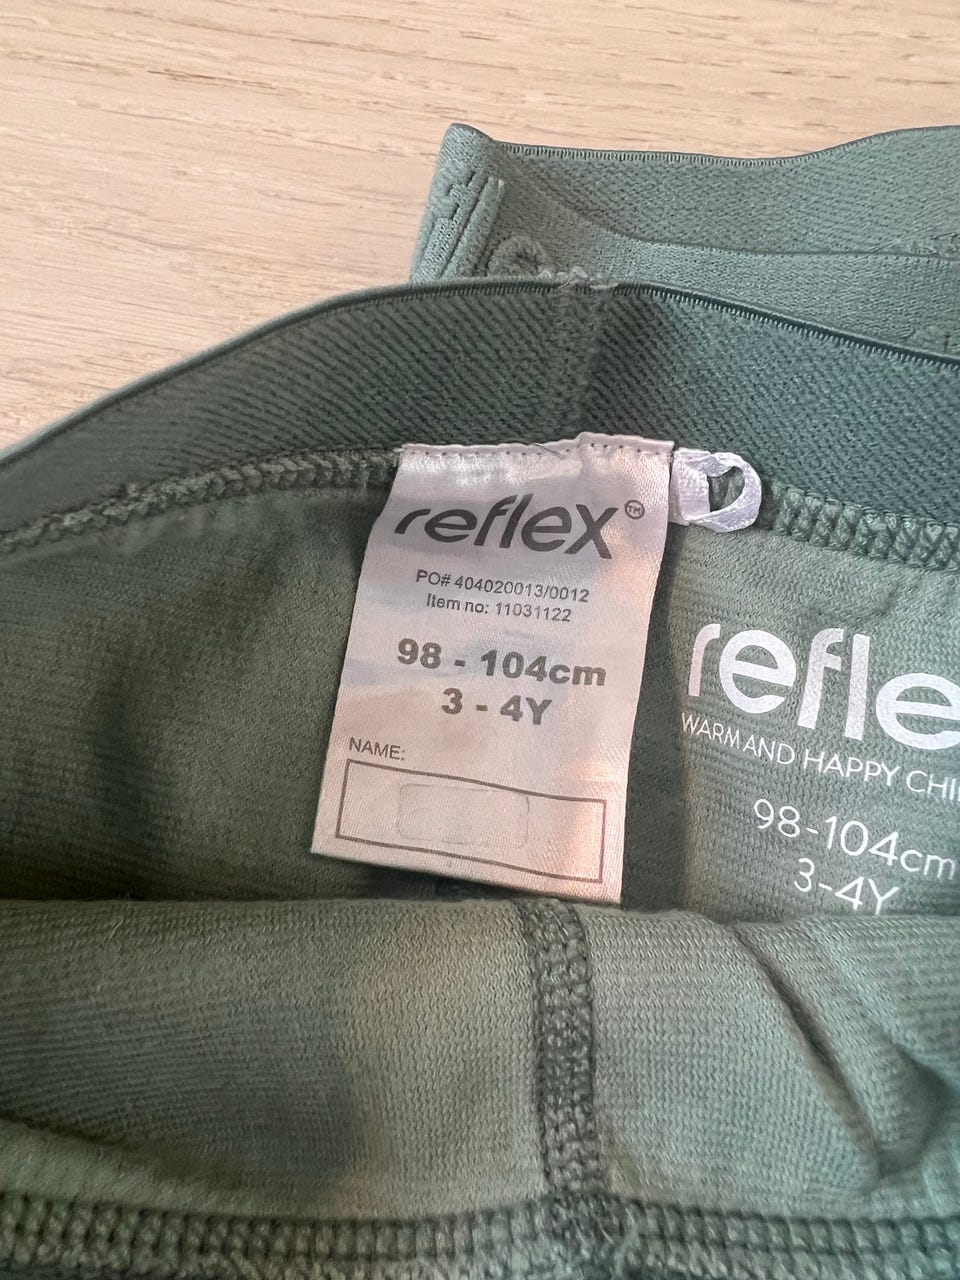 reflex™
PO# 404020013/0012
Item no: 11031122
98 - 104cm
3 - 4Y
NAME:
refle
WARM AND HAPPY CHI
98-104cm
3-4Y